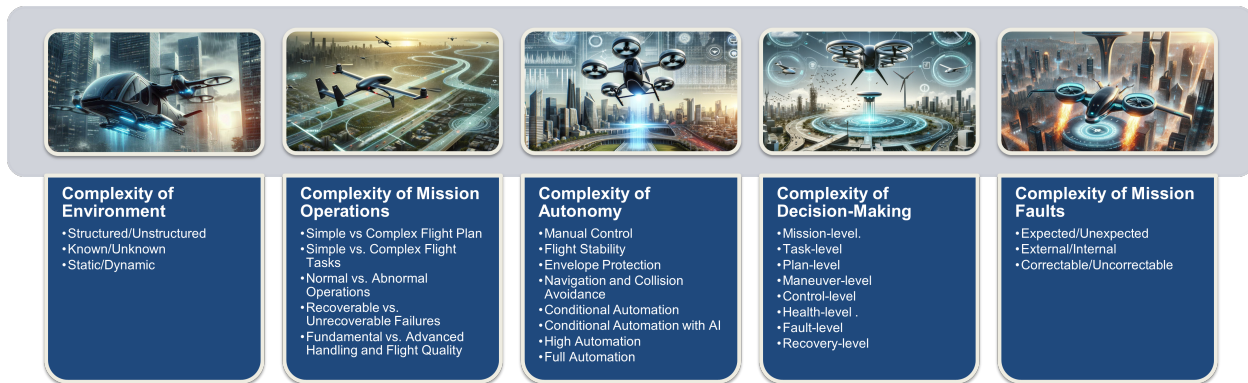 Complexity of
Environment
•Structured/Unstructured
•Known/Unknown
•Static/Dynamic
Complexity of Mission
Operations
•Simple vs Complex Flight Plan
•Simple vs. Complex Flight
Tasks
•Normal vs. Abnormal
Operations
•Recoverable vs.
Unrecoverable Failures
•Fundamental vs. Advanced
Handling and Flight Quality
Complexity of
Autonomy
•Manual Control
•Flight Stability
•Envelope Protection
•Navigation and Collision
Avoidance
•Conditional Automation
•Conditional Automation with AI
•High Automation
•Full Automation
Complexity of
Decision-Making
•Mission-level.
•Task-level
•Plan-level
•Maneuver-level
•Control-level
•Health-level .
•Fault-level
•Recovery-level
Complexity of Mission
Faults
•Expected/Unexpected
•External/Internal
•Correctable/Uncorrectable